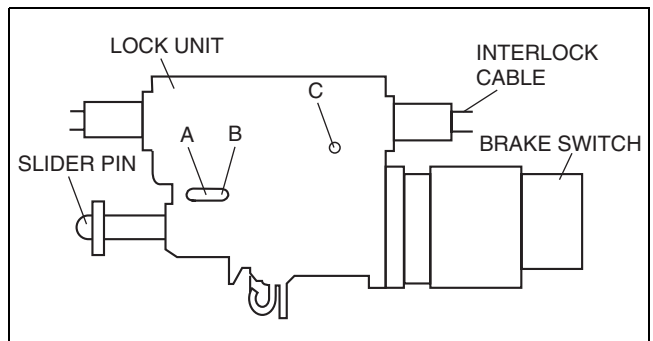 LOCK UNIT
INTERLOCK
CABLE
C
A
B
BRAKE SWITCH
SLIDER PIN